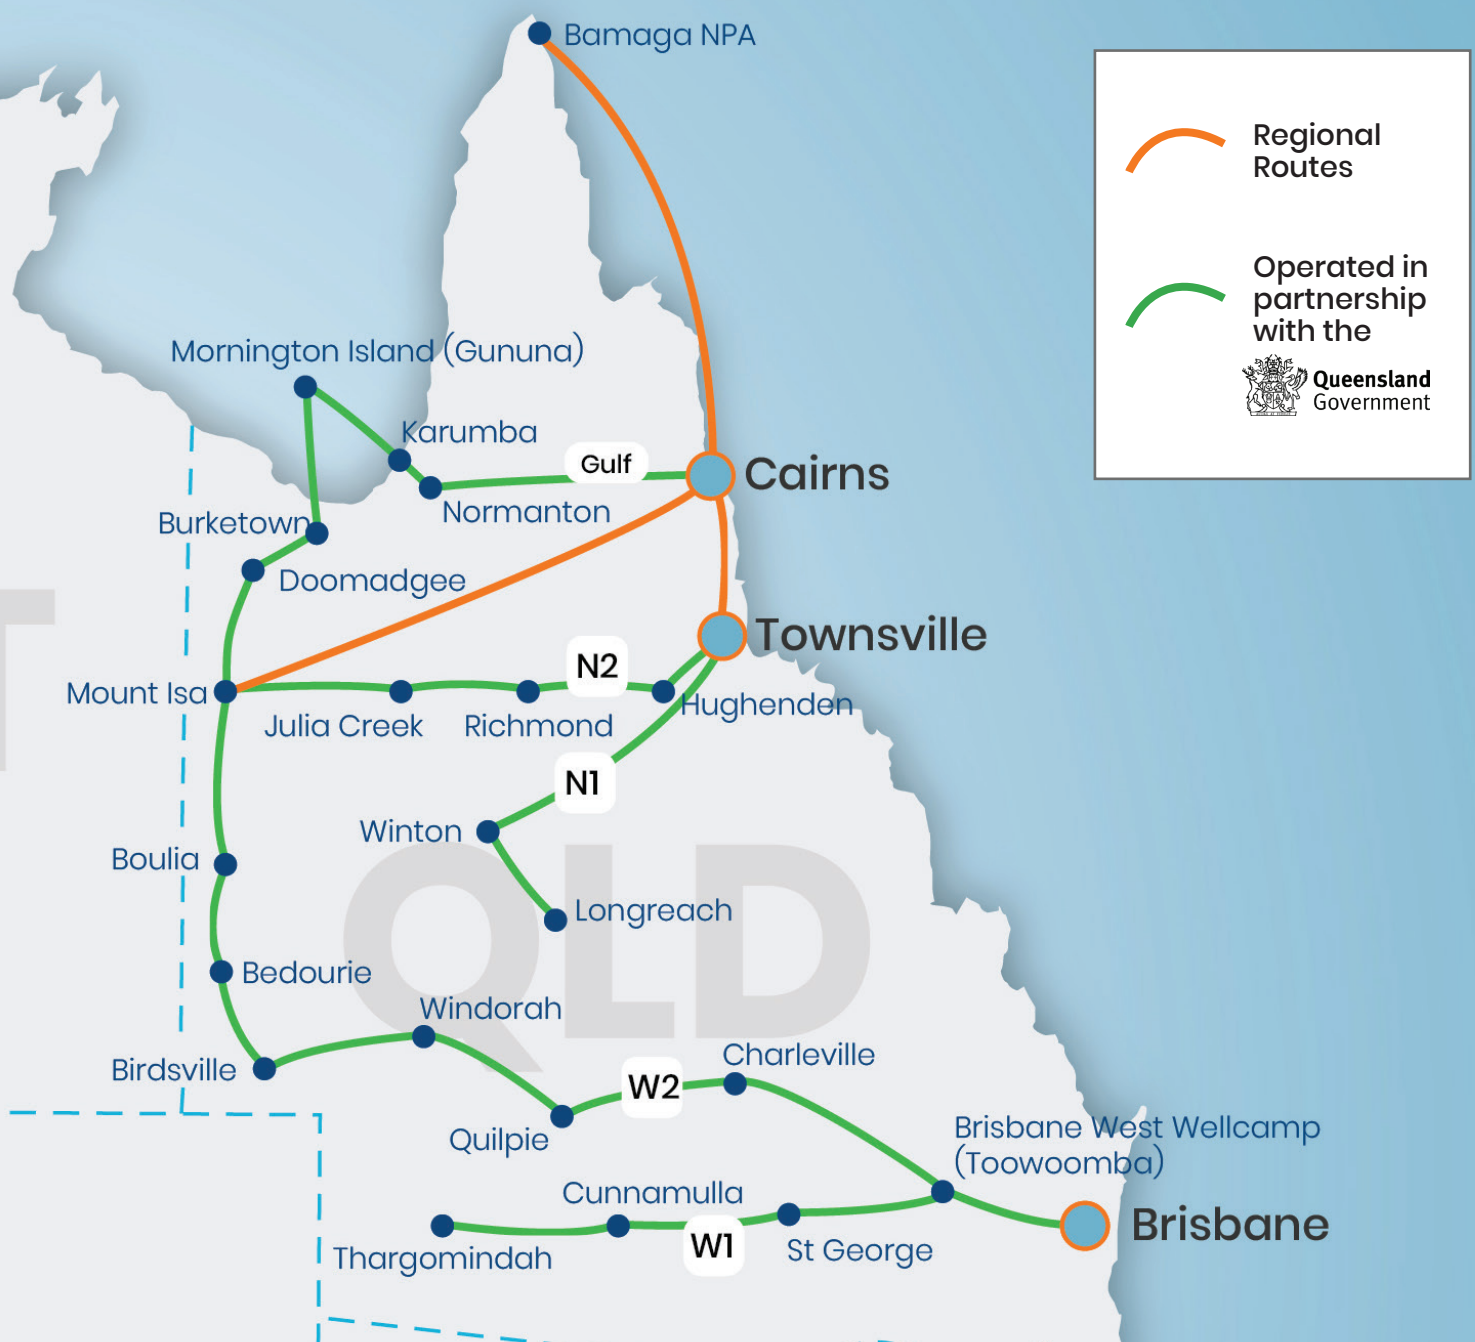 Bamaga NPA
Regional
Routes
Operated in
partnership
with the
Queensland
Government
Mornington Island (Gununa)
Karumba
Gulf
Cairns
Normanton
Burketown
Doomadgee
T
Townsville
N2
Mount Isa
Hughenden
Julia Creek
Richmond
N1
Winton
Boulia
QLD
Longreach
Bedourie
Windorah
Birdsville
Charleville
W2
Quilpie
Brisbane West Wellcamp
(Toowoomba)
Cunnamulla
Brisbane
W1
St George
Thargomindah